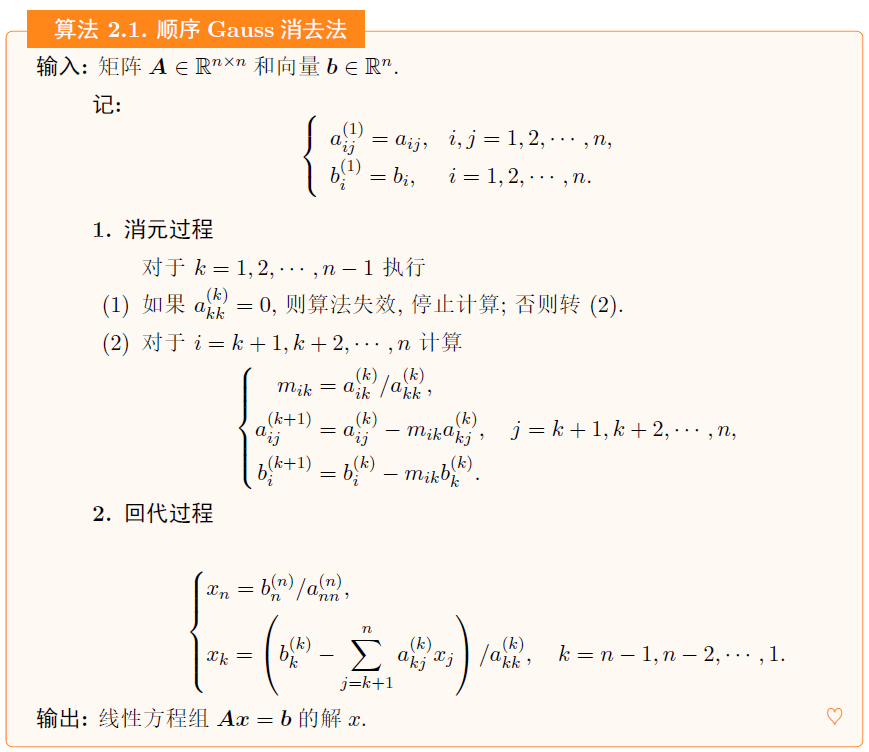 算法 2.1. 顺序 Gauss 消去法
输入: 矩阵 $\boldsymbol{A} \in \mathbb{R}^{n \times n}$ 和向量 $\boldsymbol{b} \in \mathbb{R}^n$.
记:
$\begin{cases} a_{ij}^{(1)} = a_{ij}, & i, j = 1, 2, \cdots, n, \\ b_i^{(1)} = b_i, & i = 1, 2, \cdots, n. \end{cases}$
1. 消元过程
对于 $k = 1, 2, \cdots, n-1$ 执行
(1) 如果 $a_{kk}^{(k)} = 0$, 则算法失效, 停止计算; 否则转 (2).
(2) 对于 $i = k+1, k+2, \cdots, n$ 计算
$\begin{cases} m_{ik} = a_{ik}^{(k)} / a_{kk}^{(k)}, \\ a_{ij}^{(k+1)} = a_{ij}^{(k)} - m_{ik} a_{kj}^{(k)}, \quad j = k+1, k+2, \cdots, n, \\ b_i^{(k+1)} = b_i^{(k)} - m_{ik} b_k^{(k)}. \end{cases}$
2. 回代过程
$\begin{cases} x_n = b_n^{(n)} / a_{nn}^{(n)}, \\ x_k = \left( b_k^{(k)} - \sum_{j=k+1}^{n} a_{kj}^{(k)} x_j \right) / a_{kk}^{(k)}, \quad k = n-1, n-2, \cdots, 1. \end{cases}$
输出: 线性方程组 $\boldsymbol{Ax} = \boldsymbol{b}$ 的解 $x$. ♡